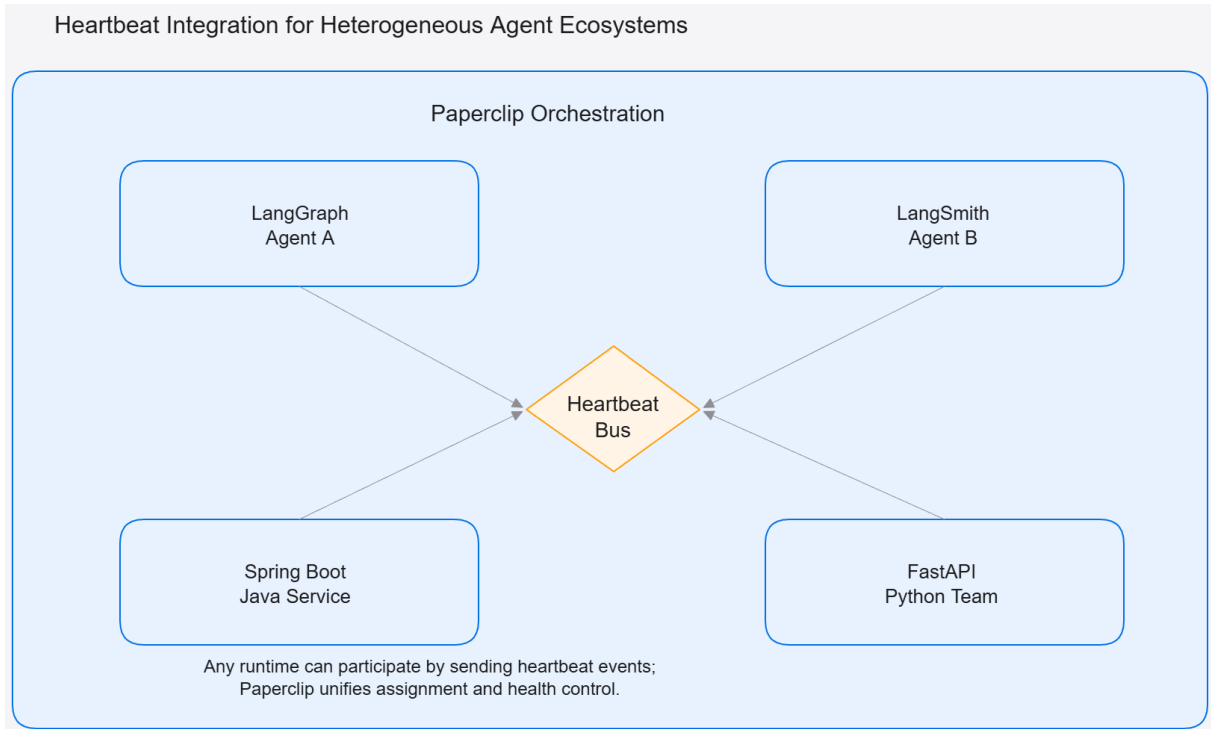 Heartbeat Integration for Heterogeneous Agent Ecosystems
Paperclip Orchestration
LangGraph
Agent A
LangSmith
Agent B
Heartbeat
Bus
Spring Boot
Java Service
FastAPI
Python Team
Any runtime can participate by sending heartbeat events;
Paperclip unifies assignment and health control.